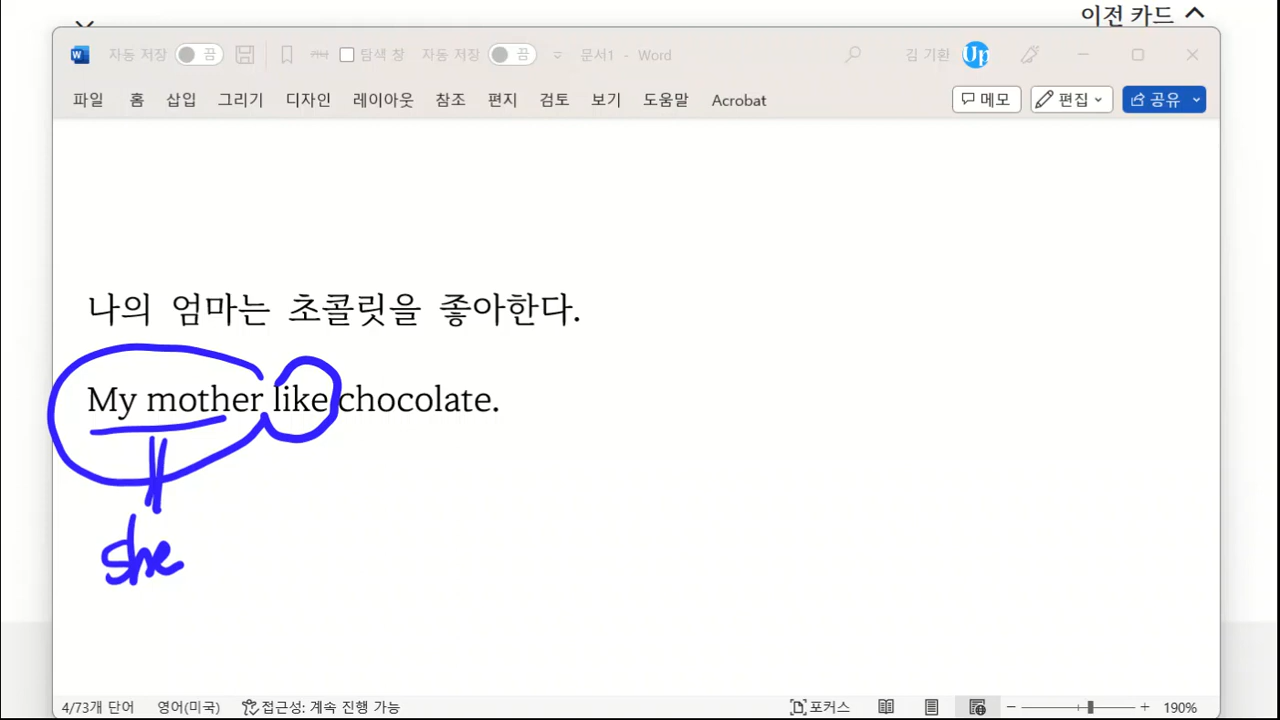 이전 카드
자동 저장 끔 탐색 창 자동 저장 끔 문서1 - Word 김 기환 Up
파일 홈 삽입 그리기 디자인 레이아웃 참조 편지 검토 보기 도움말 Acrobat 메모 편집 공유
나의 엄마는 초콜릿을 좋아한다.
My mother like chocolate.
she
4/73개 단어 영어(미국) 접근성: 계속 진행 가능 포커스 190%